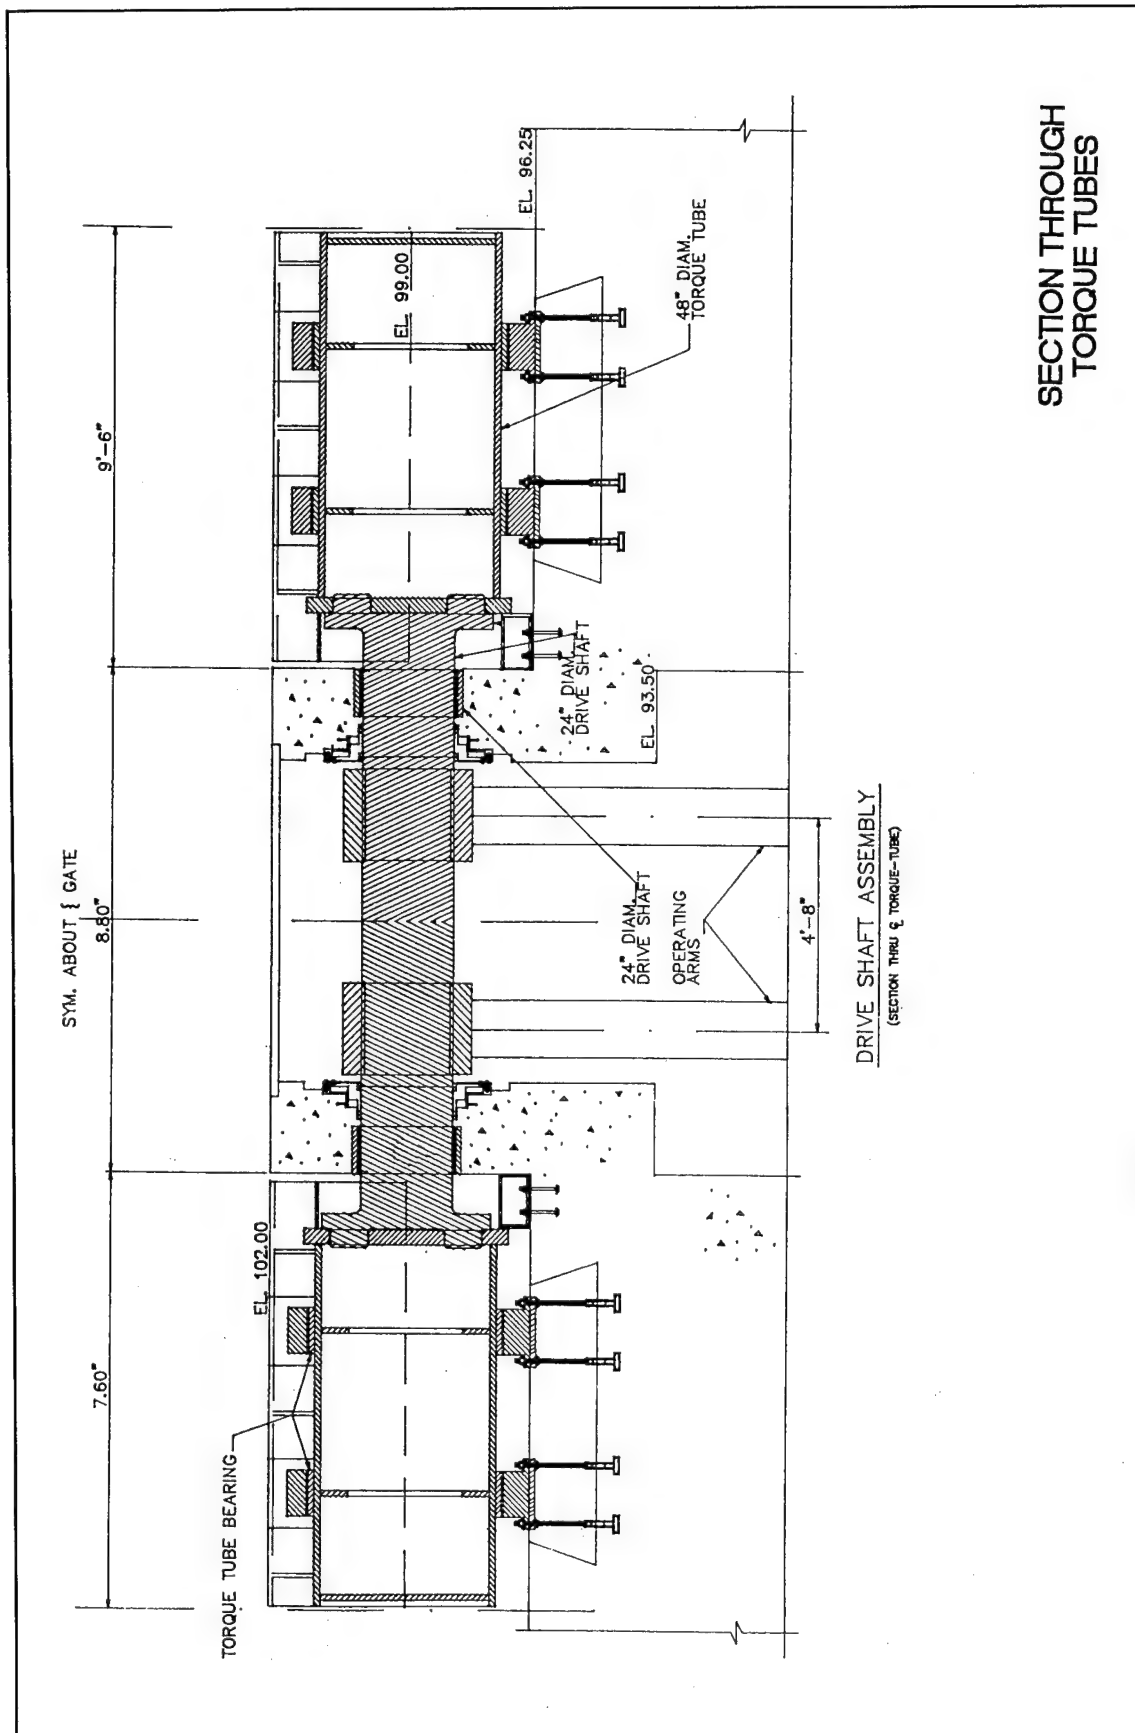 SYM. ABOUT ⦃ GATE
7.60"
8.80"
9'-6"
TORQUE TUBE BEARING
EL. 102.00
EL. 99.00
EL. 96.25
24" DIAM.
DRIVE SHAFT
EL. 93.50
48" DIAM.
TORQUE TUBE
24" DIAM.
DRIVE SHAFT
OPERATING
ARMS
4'-8"
DRIVE SHAFT ASSEMBLY
(SECTION THRU ℄ TORQUE-TUBE)
SECTION THROUGH
TORQUE TUBES